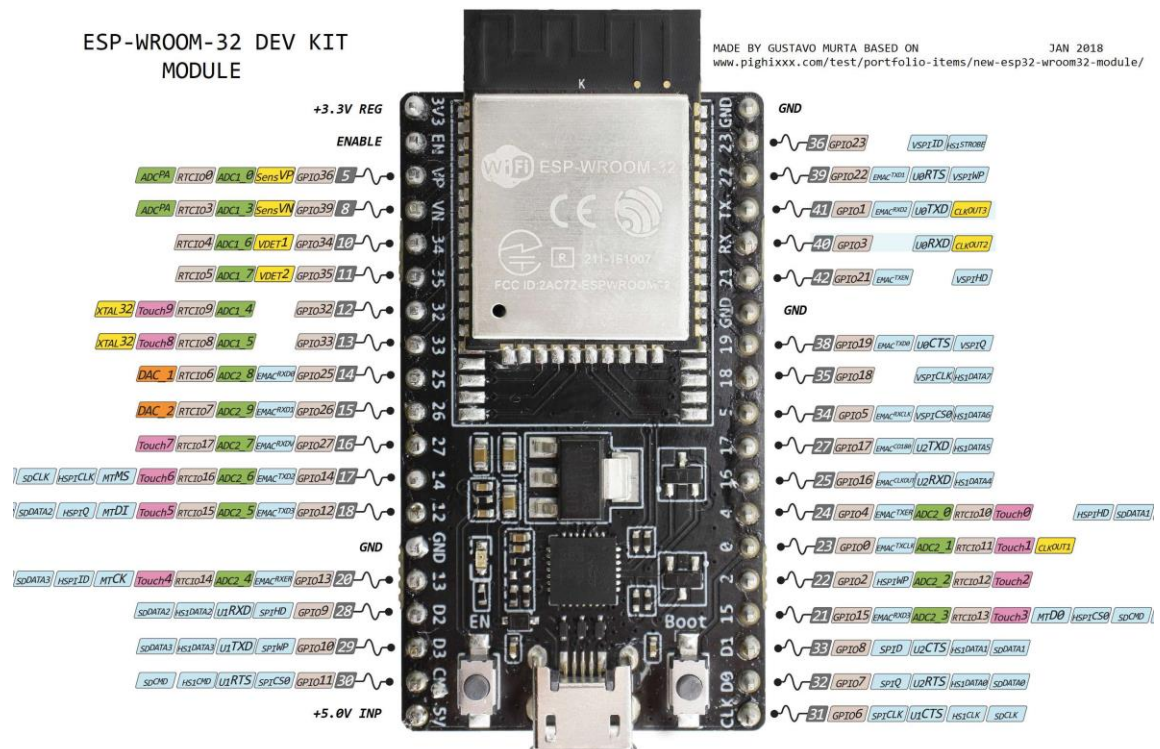 ESP-WROOM-32 DEV KIT
MODULE
MADE BY GUSTAVO MURTA BASED ON JAN 2018
www.pighixxx.com/test/portfolio-items/new-esp32-wroom32-module/
K
WiFi ESP-WROOM-32
CE
R 211-161007
FCC ID:2AC72-ESPWROOM-32
+3.3V REG 3V3
ENABLE EN
ADCPA RTCIO0 ADC1_0 SensVP GPIO36 5 VP
ADCPA RTCIO3 ADC1_3 SensVN GPIO39 8 VN
RTCIO4 ADC1_6 VDET1 GPIO34 10 34
RTCIO5 ADC1_7 VDET2 GPIO35 11 35
XTAL32 Touch9 RTCIO9 ADC1_4 GPIO32 12 32
XTAL32 Touch8 RTCIO8 ADC1_5 GPIO33 13 33
DAC_1 RTCIO6 ADC2_8 EMACRXD0 GPIO25 14 25
DAC_2 RTCIO7 ADC2_9 EMACRXD1 GPIO26 15 26
Touch7 RTCIO17 ADC2_7 EMACRXDV GPIO27 16 27
SDCLK HSPICLK MTMS Touch6 RTCIO16 ADC2_6 EMACTXD2 GPIO14 17 14
SDDATA2 HSPIQ MTDI Touch5 RTCIO15 ADC2_5 EMACTXD3 GPIO12 18 12
GND GND
SDDATA3 HSPIID MTCK Touch4 RTCIO14 ADC2_4 EMACRXER GPIO13 20 13
SDDATA2 HS1DATA2 U1RXD SPIHD GPIO9 28 D2
SDDATA3 HS1DATA3 U1TXD SPIWP GPIO10 29 D3
SDCMD HS1CMD U1RTS SPICS0 GPIO11 30 CMD
+5.0V INP 5V
EN
Boot
GND GND
23 36 GPIO23 VSPIID HS1STROBE
22 39 GPIO22 EMACTXD1 U0RTS VSPIWP
TX 41 GPIO1 EMACRXD2 U0TXD CLKOUT3
RX 40 GPIO3 U0RXD CLKOUT2
21 42 GPIO21 EMACTXEN VSPIHD
GND GND
19 38 GPIO19 EMACTXD0 U0CTS VSPIQ
18 35 GPIO18 VSPICLK HS1DATA7
5 34 GPIO5 EMACRXCLK VSPICS0 HS1DATA6
17 27 GPIO17 U2TXD HS1DATA5
16 25 GPIO16 EMACCLKOUT U2RXD HS1DATA4
4 24 GPIO4 EMACTXER ADC2_0 RTCIO10 Touch0 HSPIHD SDDATA1
0 23 GPIO0 EMACTXCLK ADC2_1 RTCIO11 Touch1 CLKOUT1
2 22 GPIO2 HSPIWP ADC2_2 RTCIO12 Touch2
15 21 GPIO15 EMACRXD3 ADC2_3 RTCIO13 Touch3 MTDO HSPICS0 SDCMD
D1 33 GPIO8 SPID U2CTS HS1DATA1 SDDATA1
D0 32 GPIO7 SPIQ U2RTS HS1DATA0 SDDATA0
CLK 31 GPIO6 SPICLK U1CTS HS1CLK SDCLK